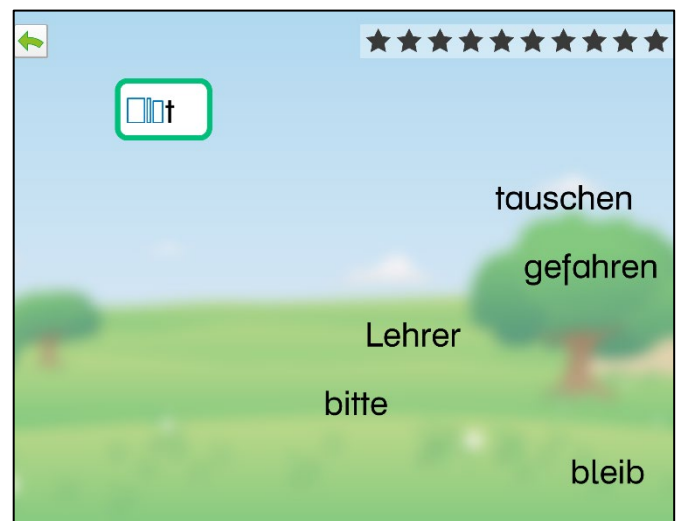 t
tauschen
gefahren
Lehrer
bitte
bleib